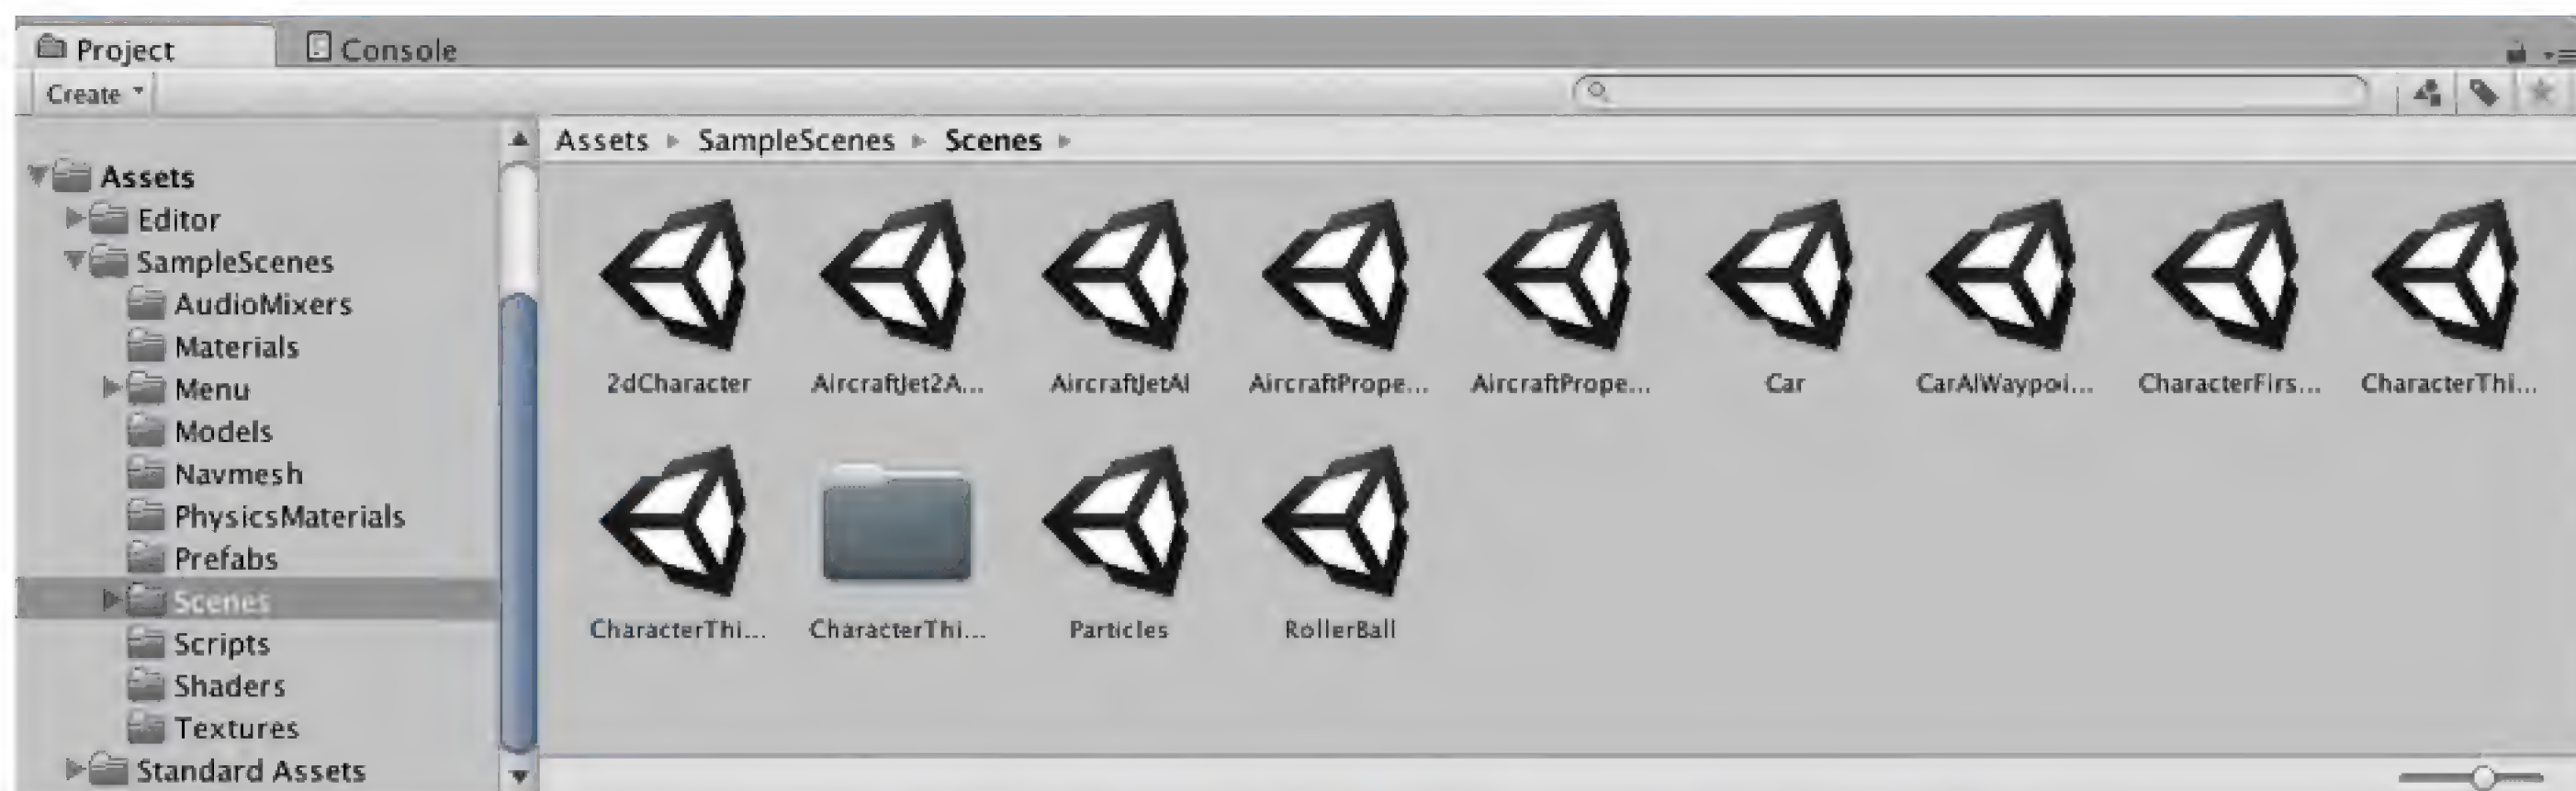 Project Console
Create
Assets SampleScenes Scenes
Assets
Editor
SampleScenes
AudioMixers
Materials
Menu
Models
Navmesh
PhysicsMaterials
Prefabs
Scenes
Scripts
Shaders
Textures
Standard Assets
2dCharacter AircraftJet2A... AircraftJetAI AircraftPrope... AircraftPrope... Car CarAIWaypoi... CharacterFirs... CharacterThi...
CharacterThi... CharacterThi... Particles RollerBall